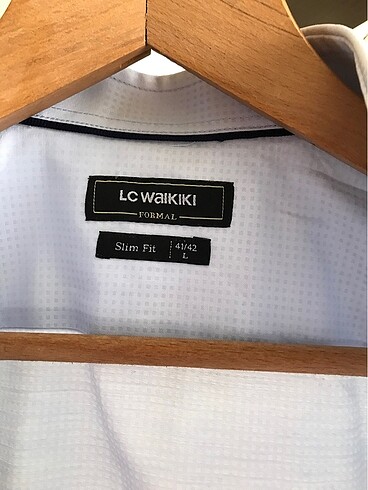 LC WAIKIKI
FORMAL
Slim Fit 41/42
L